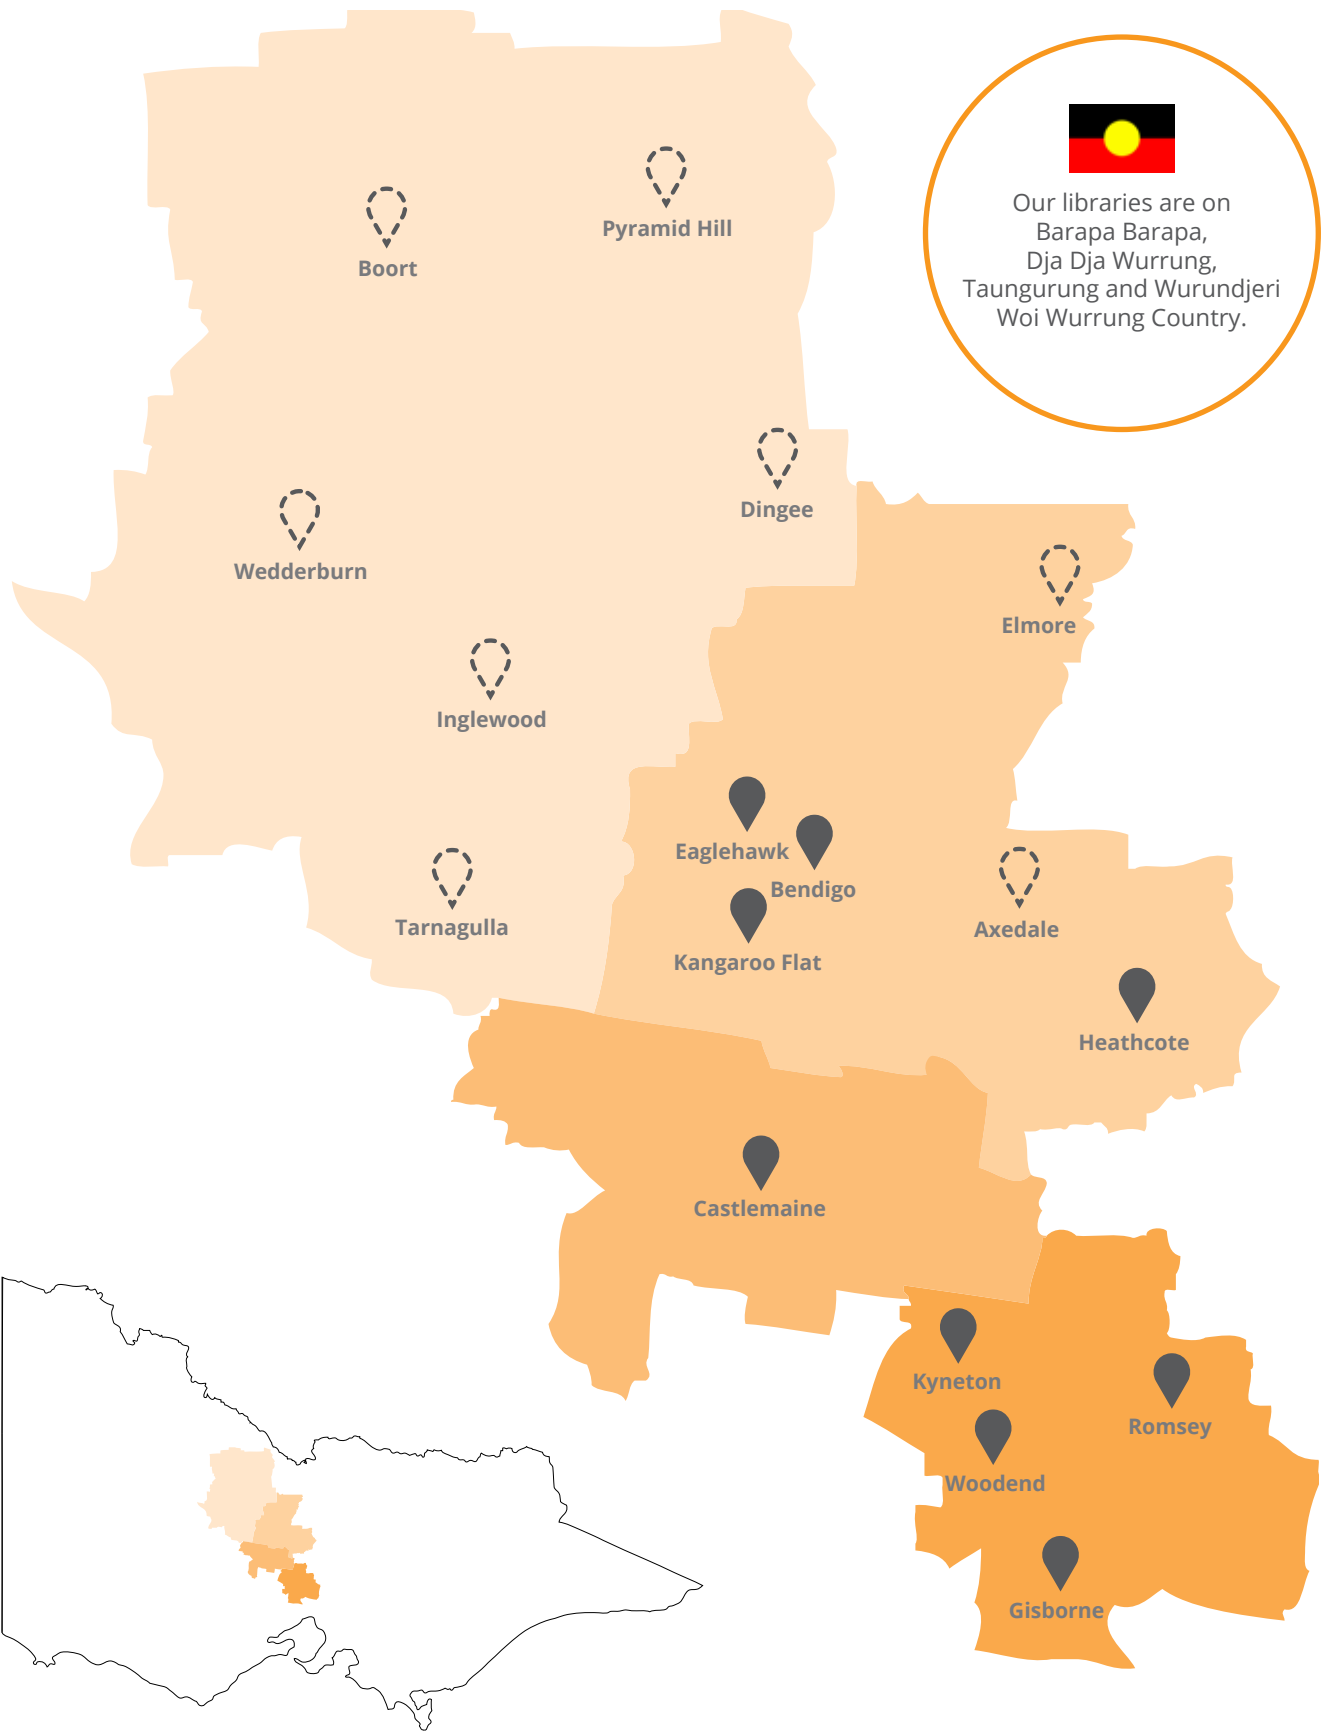 Our libraries are on
Barapa Barapa,
Dja Dja Wurrung,
Taungurung and Wurundjeri
Woi Wurrung Country.
Pyramid Hill
Boort
Dingee
Wedderburn
Elmore
Inglewood
Eaglehawk
Bendigo
Tarnagulla
Axedale
Kangaroo Flat
Heathcote
Castlemaine
Kyneton
Romsey
Woodend
Gisborne